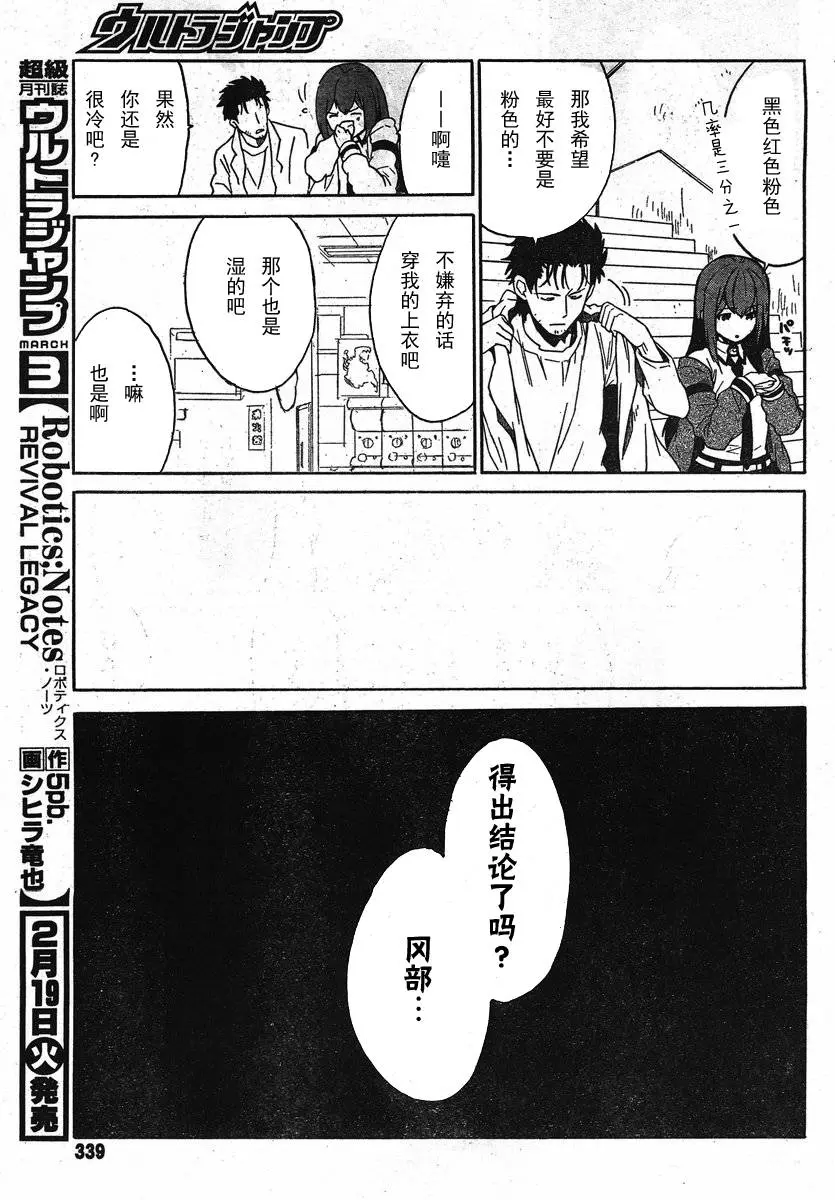 ウルトラジャンプ
黑色红色粉色
几率是三分之一
那我希望
最好不要是
粉色的…
パキッ
——啊嚏
果然
你还是
很冷吧?
不嫌弃的话
穿我的上衣吧
那个也是
湿的吧
…嘛
也是啊
得出结论了吗?
冈部…
超級
月刊誌
ウルトラジャンプ
MARCH
3
【Robotics;Notes
ロボティクス・ノーツ
REVIVAL LEGACY
作 5pb.
画 シヒラ竜也】
2月19日火発売
339